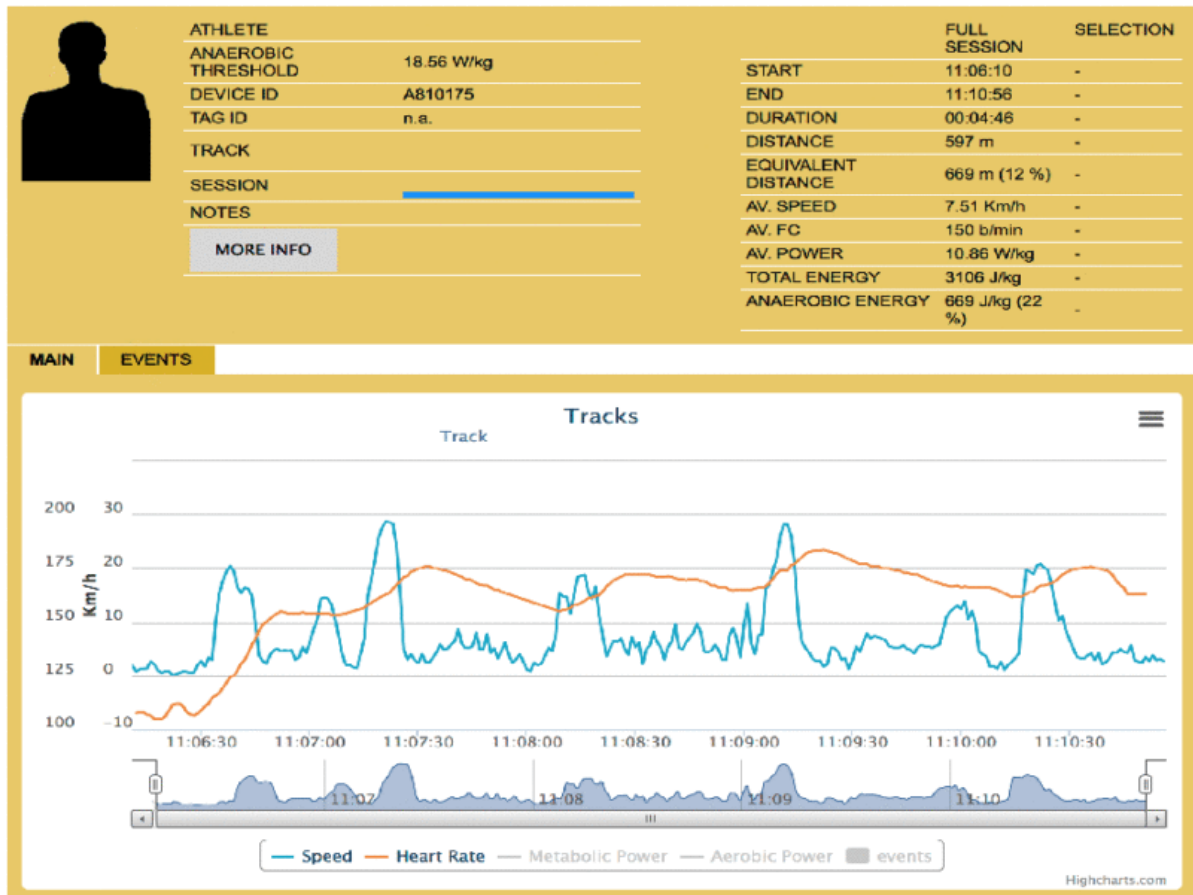 ATHLETE
ANAEROBIC
THRESHOLD
18.56 W/kg
DEVICE ID
A810175
TAG ID
n.a.
TRACK
SESSION
NOTES
MORE INFO
FULL
SESSION
SELECTION
START
11:06:10
-
END
11:10:56
-
DURATION
00:04:46
-
DISTANCE
597 m
-
EQUIVALENT
DISTANCE
669 m (12 %)
-
AV. SPEED
7.51 Km/h
-
AV. FC
150 b/min
-
AV. POWER
10.86 W/kg
-
TOTAL ENERGY
3106 J/kg
-
ANAEROBIC ENERGY
669 J/kg (22
%)
-
MAIN
EVENTS
Tracks
Track
200
30
175
20
150
10
125
0
100
-10
Km/h
11:06:30
11:07:00
11:07:30
11:08:00
11:08:30
11:09:00
11:09:30
11:10:00
11:10:30
11:07
11:08
11:09
11:10
Speed
Heart Rate
Metabolic Power
Aerobic Power
events
Highcharts.com